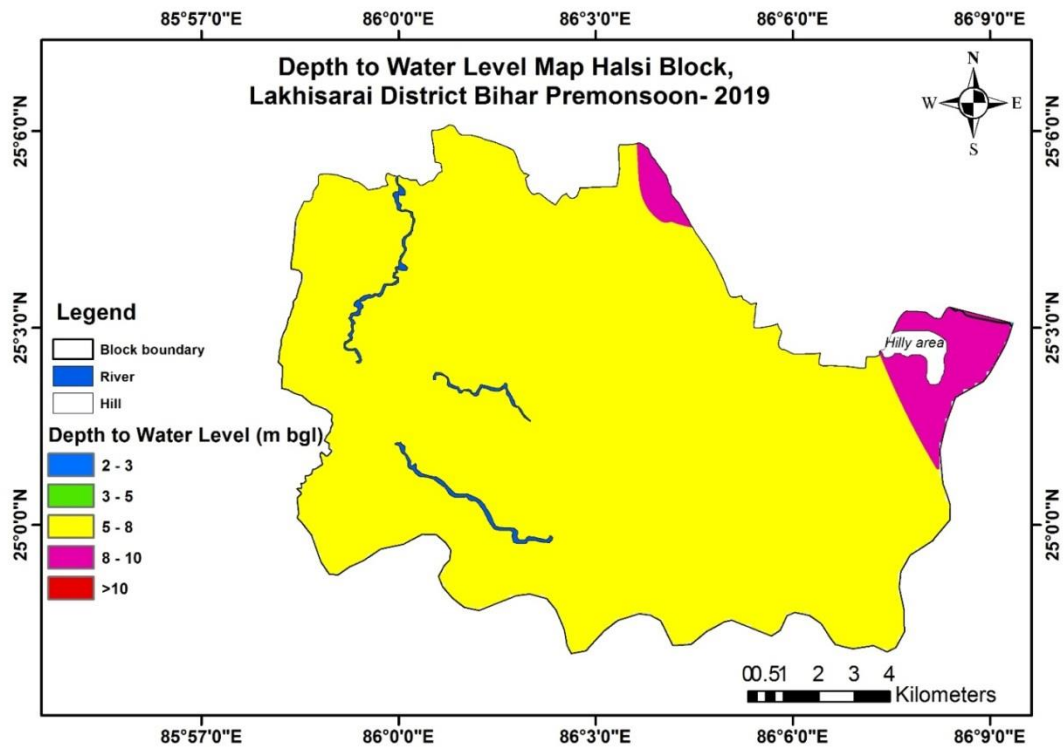 85°57'0"E 86°0'0"E 86°3'0"E 86°6'0"E 86°9'0"E
Depth to Water Level Map Halsi Block,
Lakhisarai District Bihar Premonsoon- 2019
N
W E
S
25°6'0"N 25°6'0"N
25°3'0"N 25°3'0"N
25°0'0"N 25°0'0"N
Hilly area
Legend
Block boundary
River
Hill
Depth to Water Level (m bgl)
2 - 3
3 - 5
5 - 8
8 - 10
>10
00.51 2 3 4
Kilometers
85°57'0"E 86°0'0"E 86°3'0"E 86°6'0"E 86°9'0"E